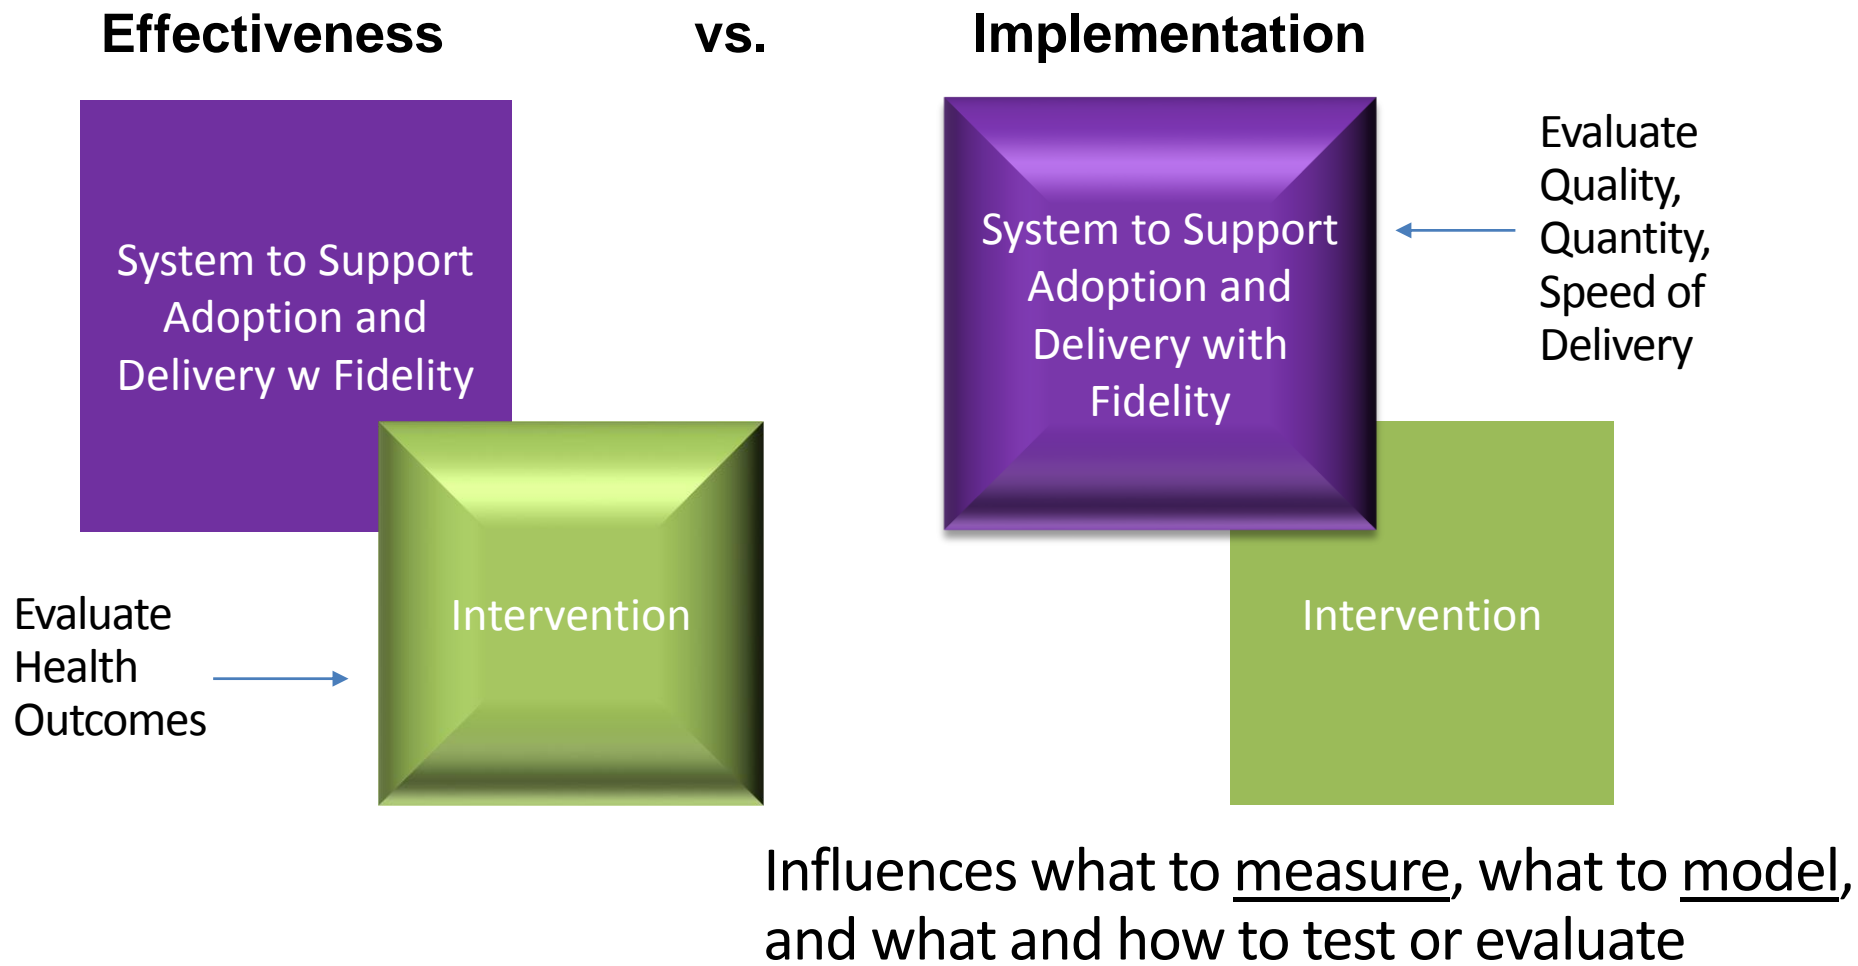 Effectiveness vs. Implementation
System to Support
Adoption and
Delivery w Fidelity
Intervention
Evaluate
Health
Outcomes
System to Support
Adoption and
Delivery with
Fidelity
Evaluate
Quality,
Quantity,
Speed of
Delivery
Intervention
Influences what to measure, what to model,
and what and how to test or evaluate